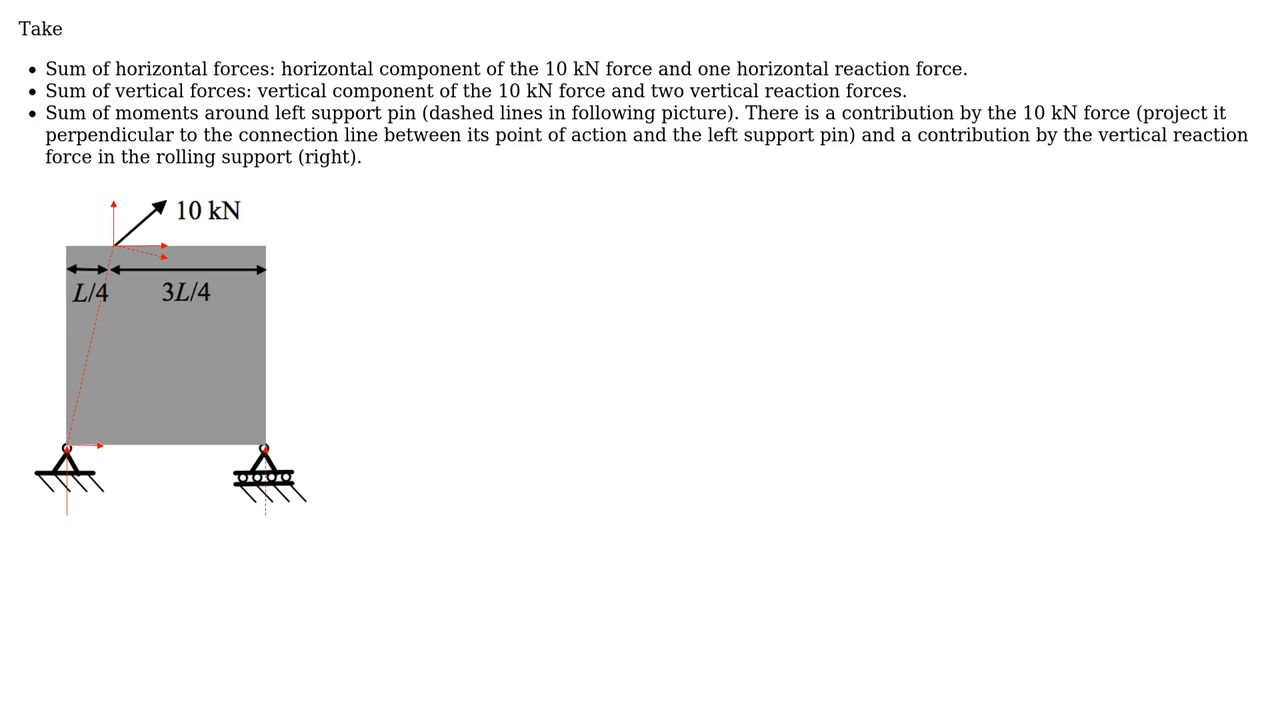 Take
• Sum of horizontal forces: horizontal component of the 10 kN force and one horizontal reaction force.
• Sum of vertical forces: vertical component of the 10 kN force and two vertical reaction forces.
• Sum of moments around left support pin (dashed lines in following picture). There is a contribution by the 10 kN force (project it
perpendicular to the connection line between its point of action and the left support pin) and a contribution by the vertical reaction
force in the rolling support (right).
10 kN
L/4 3L/4